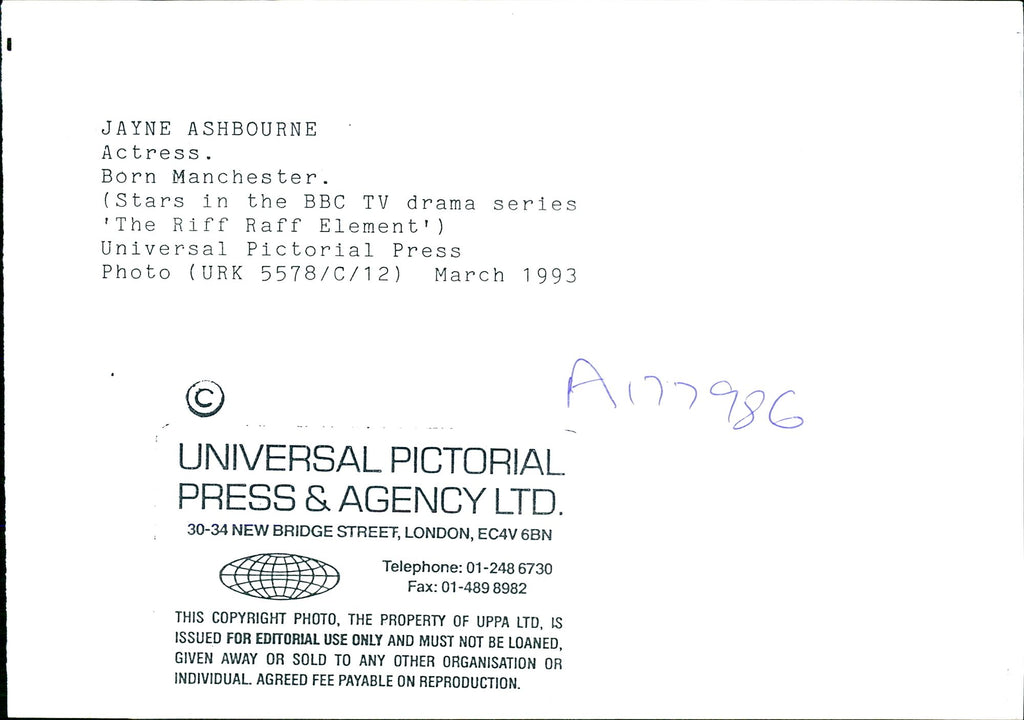 JAYNE ASHBOURNE
Actress.
Born Manchester.
(Stars in the BBC TV drama series
'The Riff Raff Element')
Universal Pictorial Press
Photo (URK 5578/C/12) March 1993
A177986
©
UNIVERSAL PICTORIAL
PRESS & AGENCY LTD.
30-34 NEW BRIDGE STREET, LONDON, EC4V 6BN
Telephone: 01-248 6730
Fax: 01-489 8982
THIS COPYRIGHT PHOTO, THE PROPERTY OF UPPA LTD, IS
ISSUED FOR EDITORIAL USE ONLY AND MUST NOT BE LOANED,
GIVEN AWAY OR SOLD TO ANY OTHER ORGANISATION OR
INDIVIDUAL. AGREED FEE PAYABLE ON REPRODUCTION.